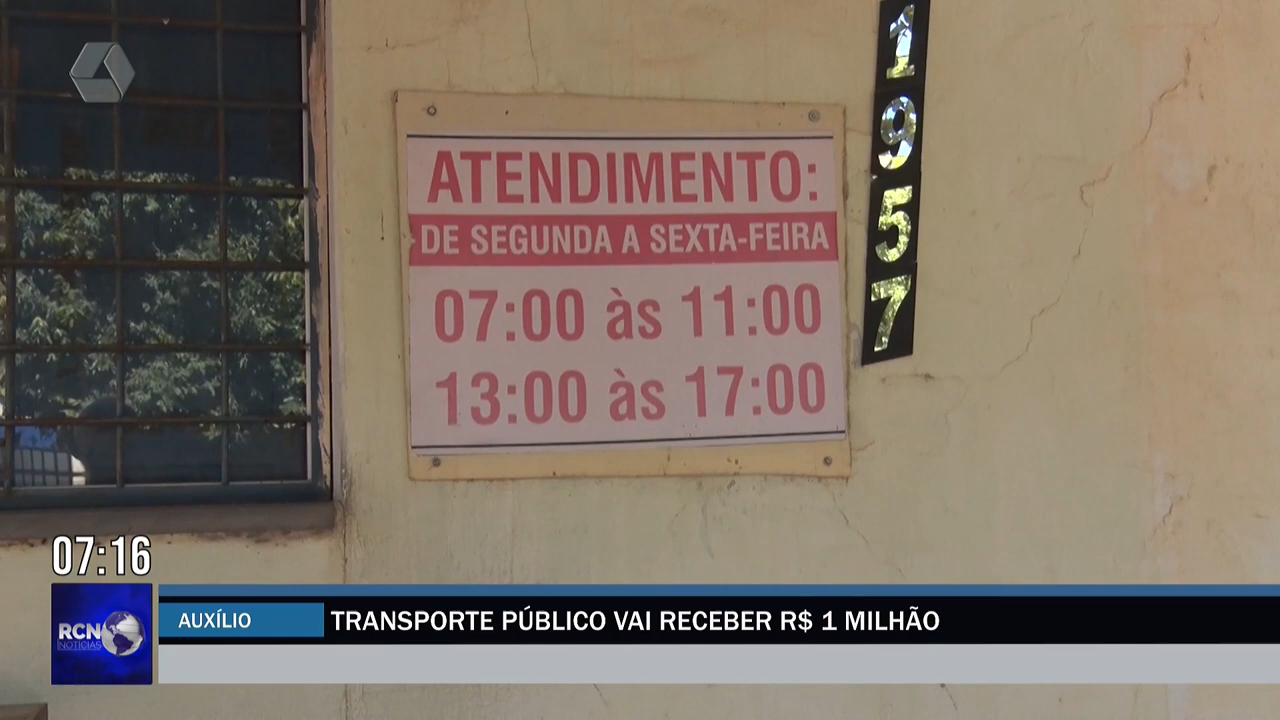 1957
ATENDIMENTO:
DE SEGUNDA A SEXTA-FEIRA
07:00 às 11:00
13:00 às 17:00
07:16
RCN
NOTÍCIAS
AUXÍLIO
TRANSPORTE PÚBLICO VAI RECEBER R$ 1 MILHÃO